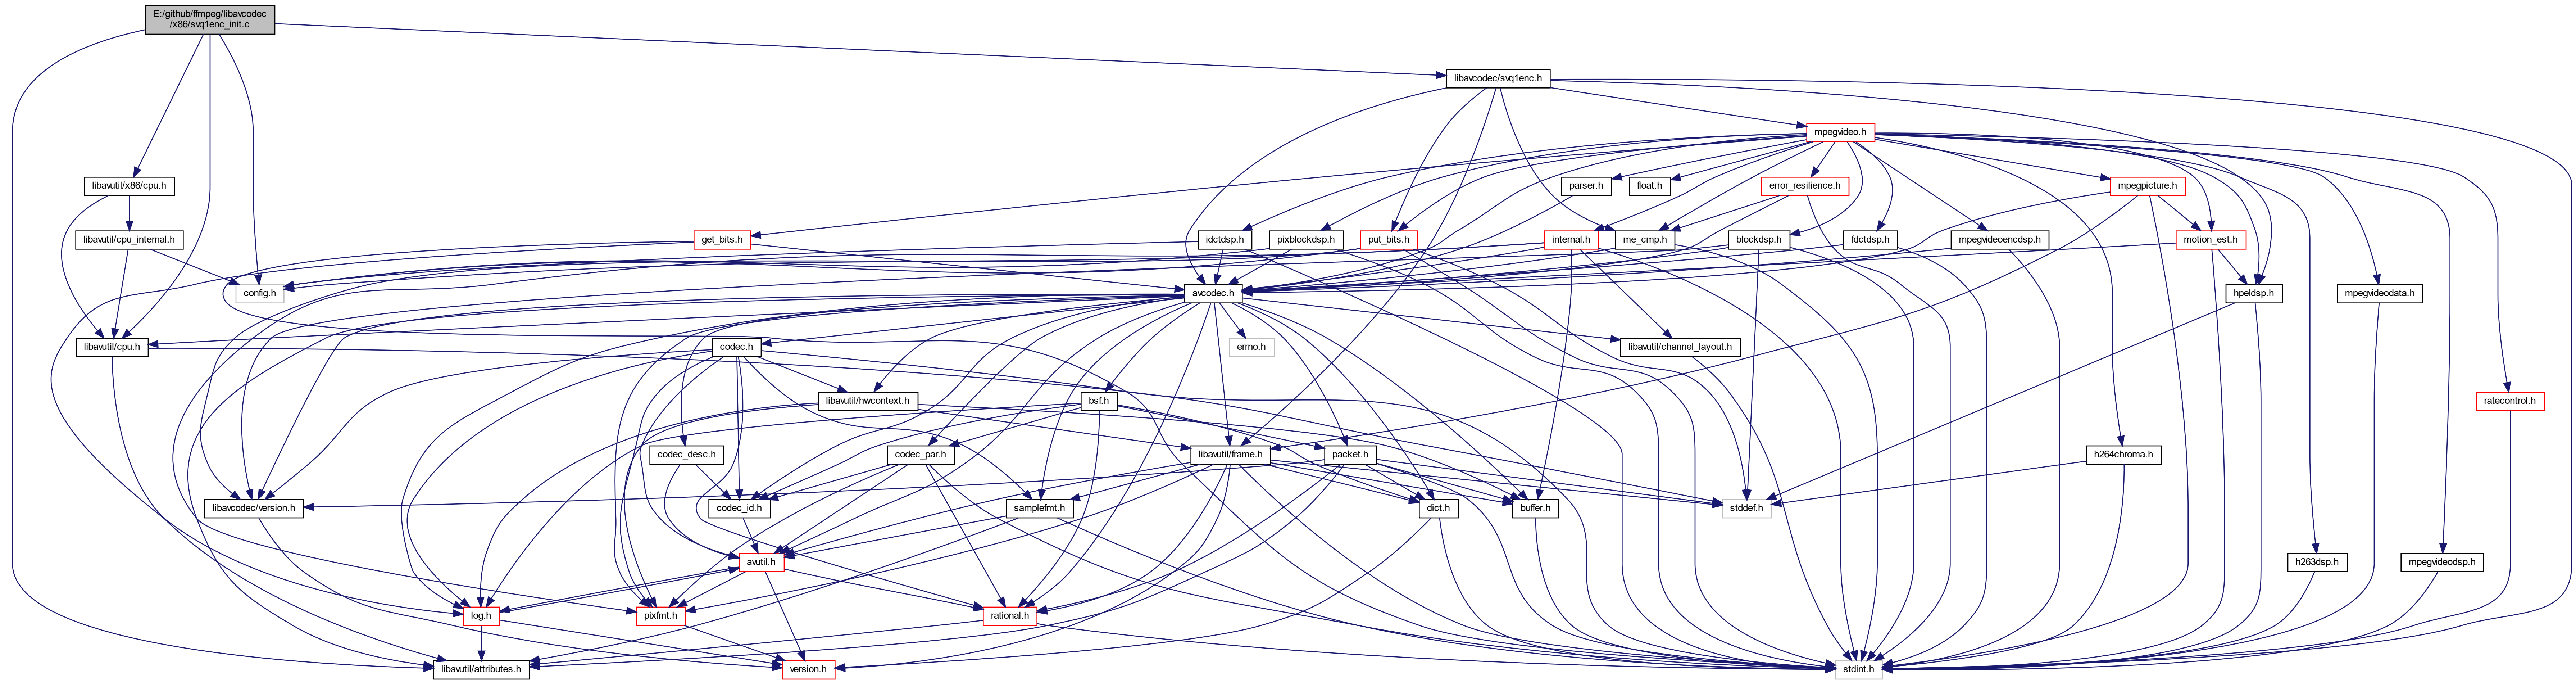 E:/github/ffmpeg/libavcodec
/x86/svq1enc_init.c
libavcodec/svq1enc.h
mpegvideo.h
libavutil/x86/cpu.h
parser.h
float.h
error_resilience.h
mpegpicture.h
libavutil/cpu_internal.h
get_bits.h
idctdsp.h
pixblockdsp.h
put_bits.h
internal.h
me_cmp.h
blockdsp.h
fdctdsp.h
mpegvideoencdsp.h
motion_est.h
config.h
avcodec.h
hpeldsp.h
mpegvideodata.h
libavutil/cpu.h
codec.h
errno.h
libavutil/channel_layout.h
libavutil/hwcontext.h
bsf.h
ratecontrol.h
codec_desc.h
codec_par.h
libavutil/frame.h
packet.h
h264chroma.h
libavcodec/version.h
codec_id.h
samplefmt.h
dict.h
buffer.h
stddef.h
avutil.h
h263dsp.h
mpegvideodsp.h
log.h
pixfmt.h
rational.h
libavutil/attributes.h
version.h
stdint.h